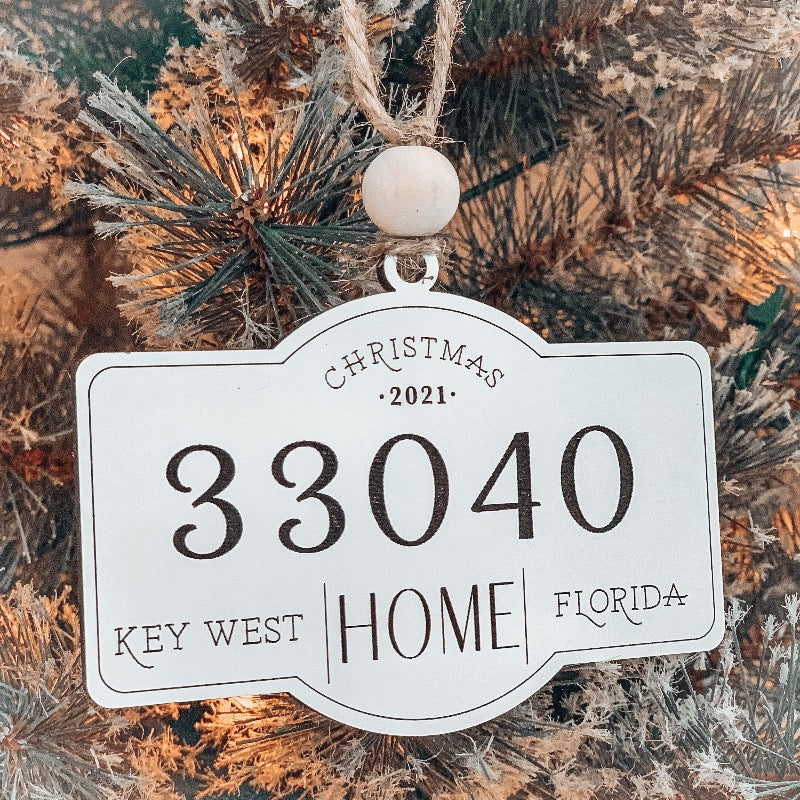 CHRISTMAS
·2021·
33040
KEY WEST HOME FLORIDA